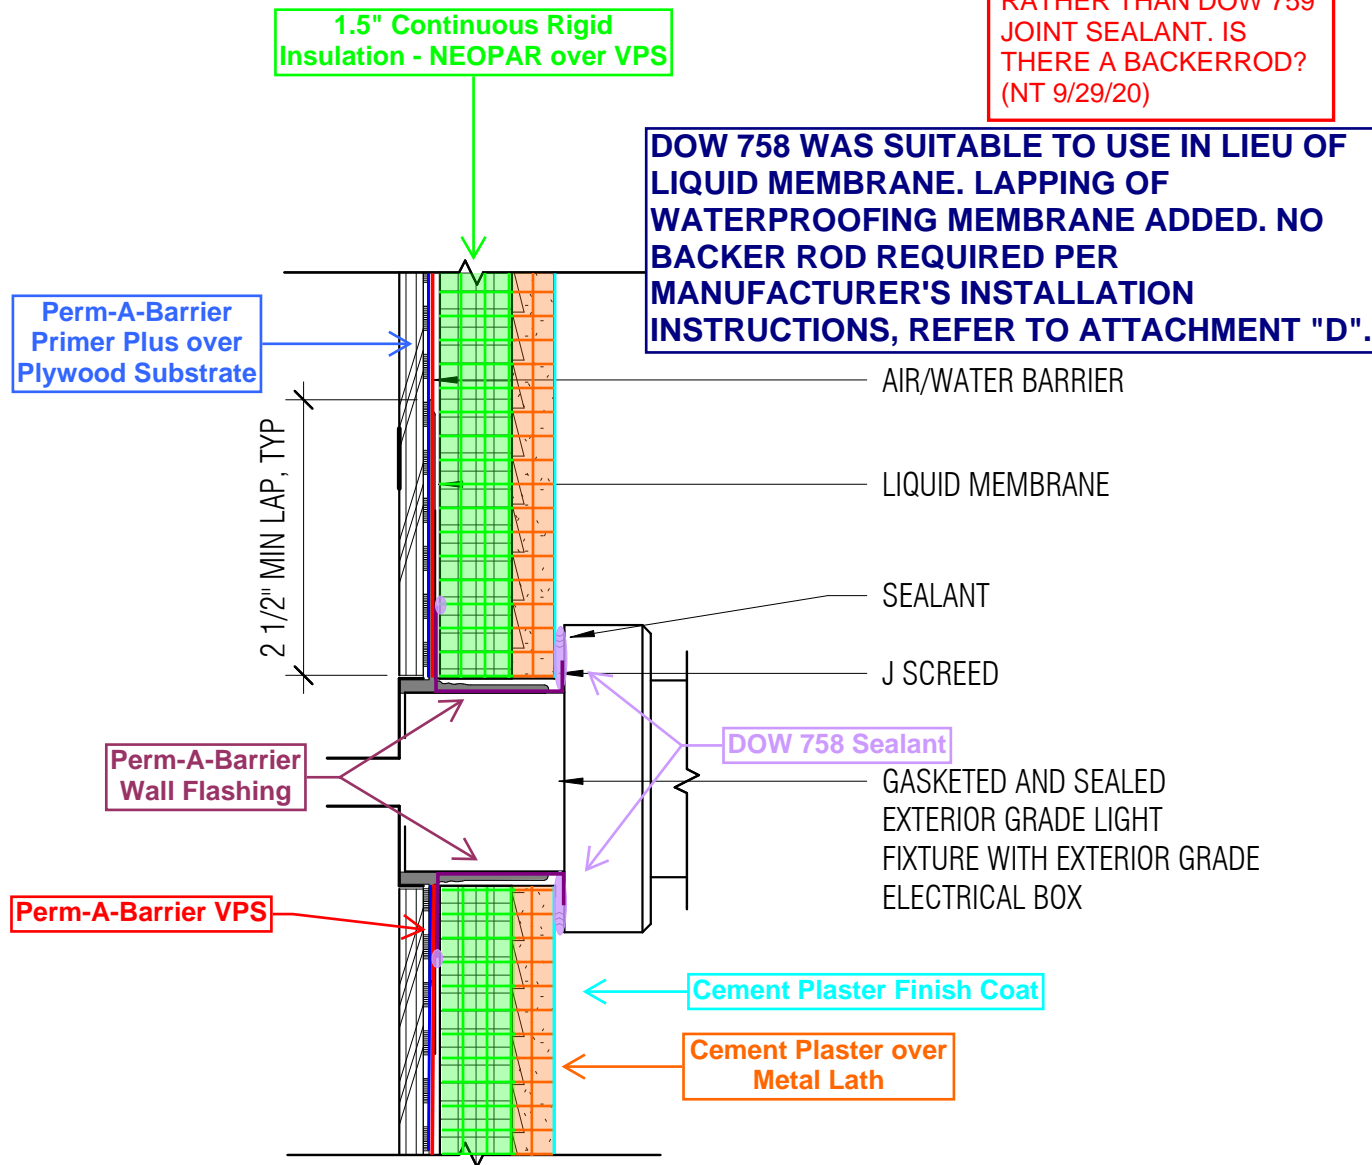 RATHER THAN DOW 759
JOINT SEALANT. IS
THERE A BACKERROD?
(NT 9/29/20)
1.5" Continuous Rigid
Insulation - NEOPAR over VPS
DOW 758 WAS SUITABLE TO USE IN LIEU OF
LIQUID MEMBRANE. LAPPING OF
WATERPROOFING MEMBRANE ADDED. NO
BACKER ROD REQUIRED PER
MANUFACTURER'S INSTALLATION
INSTRUCTIONS, REFER TO ATTACHMENT "D".
Perm-A-Barrier
Primer Plus over
Plywood Substrate
AIR/WATER BARRIER
2 1/2" MIN LAP, TYP
LIQUID MEMBRANE
SEALANT
J SCREED
DOW 758 Sealant
Perm-A-Barrier
Wall Flashing
GASKETED AND SEALED
EXTERIOR GRADE LIGHT
FIXTURE WITH EXTERIOR GRADE
ELECTRICAL BOX
Perm-A-Barrier VPS
Cement Plaster Finish Coat
Cement Plaster over
Metal Lath